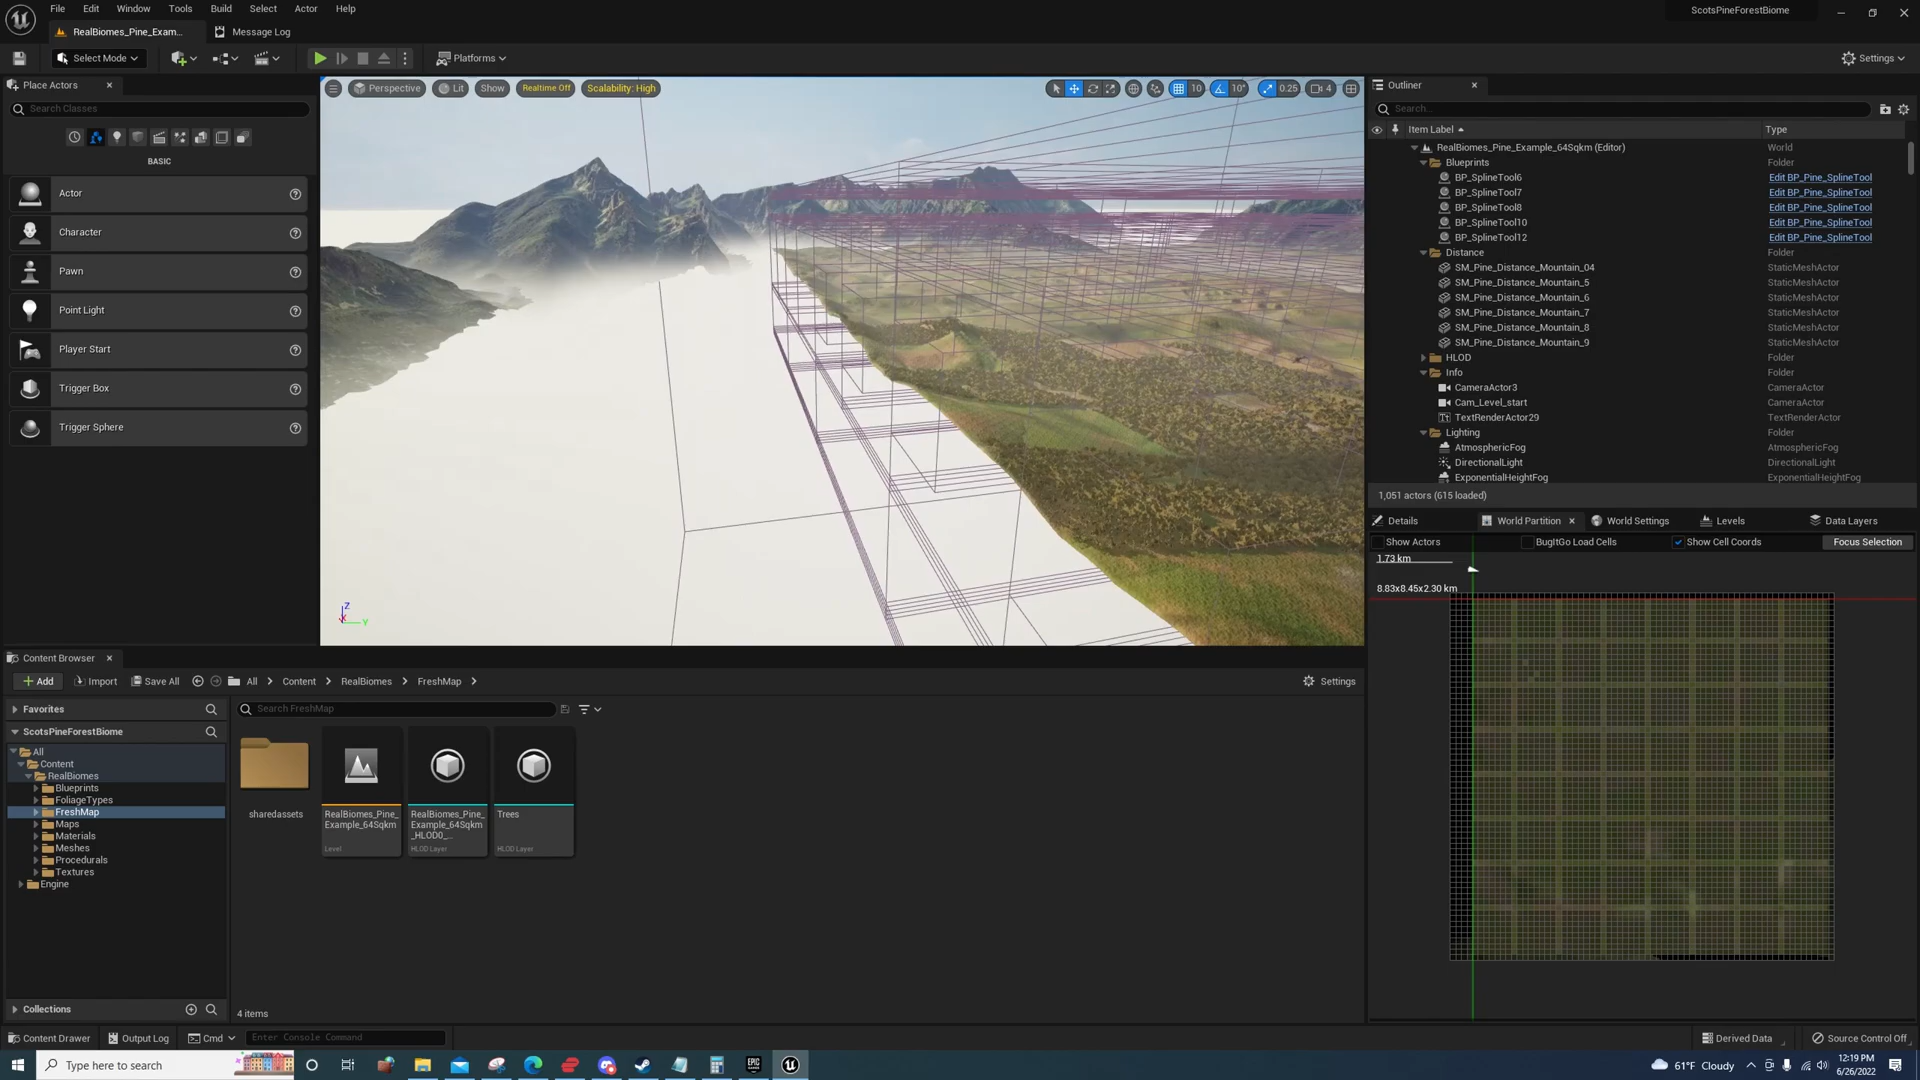 File Edit Window Tools Build Select Actor Help
ScotsPineForestBiome
RealBiomes_Pine_Exam...
Message Log
Select Mode
Platforms
Settings
Place Actors
Search Classes
BASIC
Actor
Character
Pawn
Point Light
Player Start
Trigger Box
Trigger Sphere
Perspective
Lit
Show
Realtime Off
Scalability: High
10
10°
0.25
4
Z
X
Y
Outliner
Search...
Item Label Type
RealBiomes_Pine_Example_64Sqkm (Editor) World
Blueprints Folder
BP_SplineTool6 Edit BP_Pine_SplineTool
BP_SplineTool7 Edit BP_Pine_SplineTool
BP_SplineTool8 Edit BP_Pine_SplineTool
BP_SplineTool10 Edit BP_Pine_SplineTool
BP_SplineTool12 Edit BP_Pine_SplineTool
Distance Folder
SM_Pine_Distance_Mountain_04 StaticMeshActor
SM_Pine_Distance_Mountain_5 StaticMeshActor
SM_Pine_Distance_Mountain_6 StaticMeshActor
SM_Pine_Distance_Mountain_7 StaticMeshActor
SM_Pine_Distance_Mountain_8 StaticMeshActor
SM_Pine_Distance_Mountain_9 StaticMeshActor
HLOD Folder
Info Folder
CameraActor3 CameraActor
Cam_Level_start CameraActor
TextRenderActor29 TextRenderActor
Lighting Folder
AtmosphericFog AtmosphericFog
DirectionalLight DirectionalLight
ExponentialHeightFog ExponentialHeightFog
1,051 actors (615 loaded)
Details
World Partition
World Settings
Levels
Data Layers
Show Actors
BugItGo Load Cells
Show Cell Coords
Focus Selection
1.73 km
8.83x8.45x2.30 km
Content Browser
Add
Import
Save All
All
Content
RealBiomes
FreshMap
Settings
Favorites
ScotsPineForestBiome
All
Content
RealBiomes
Blueprints
FoliageTypes
FreshMap
Maps
Materials
Meshes
Procedurals
Textures
Engine
Collections
Search FreshMap
sharedassets
RealBiomes_Pine_
Example_64Sqkm
Level
RealBiomes_Pine_
Example_64Sqkm
_HLOD0_...
HLOD Layer
Trees
HLOD Layer
4 items
Content Drawer
Output Log
Cmd
Enter Console Command
Derived Data
Source Control Off
Type here to search
EPIC
GAMES
61°F Cloudy
12:19 PM
6/26/2022